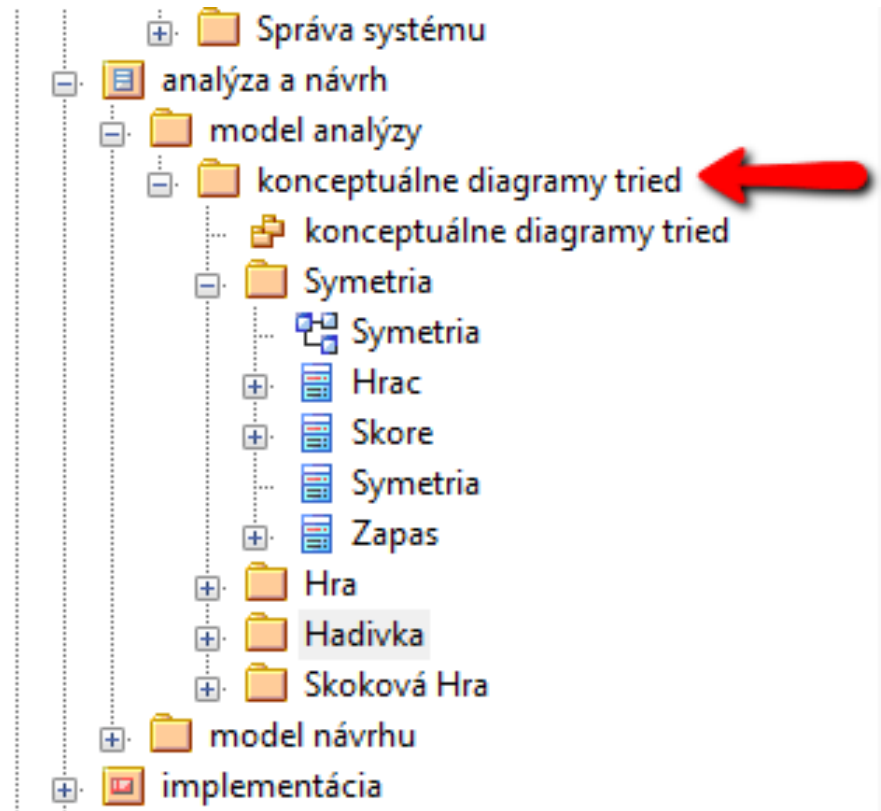 Správa systému
analýza a návrh
model analýzy
konceptuálne diagramy tried
konceptuálne diagramy tried
Symetria
Symetria
Hrac
Skore
Symetria
Zapas
Hra
Hadivka
Skoková Hra
model návrhu
implementácia